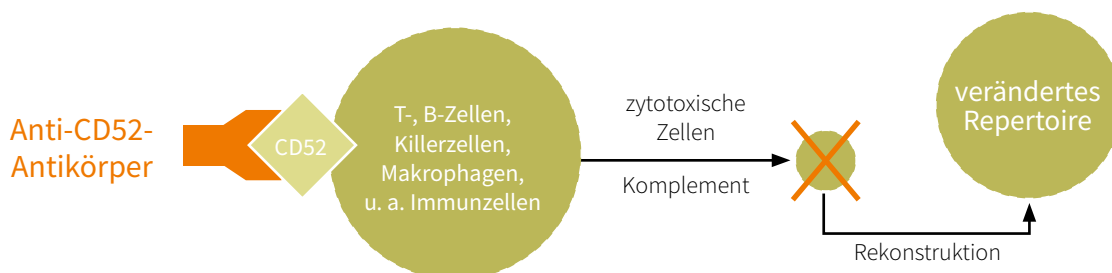 Anti-CD52-
Antikörper
CD52
T-, B-Zellen,
Killerzellen,
Makrophagen,
u. a. Immunzellen
zytotoxische
Zellen
Komplement
verändertes
Repertoire
Rekonstruktion